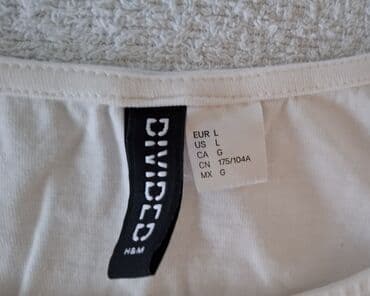 DIVIDED
H&M
EUR L
US L
CA G
CN 175/104A
MX G